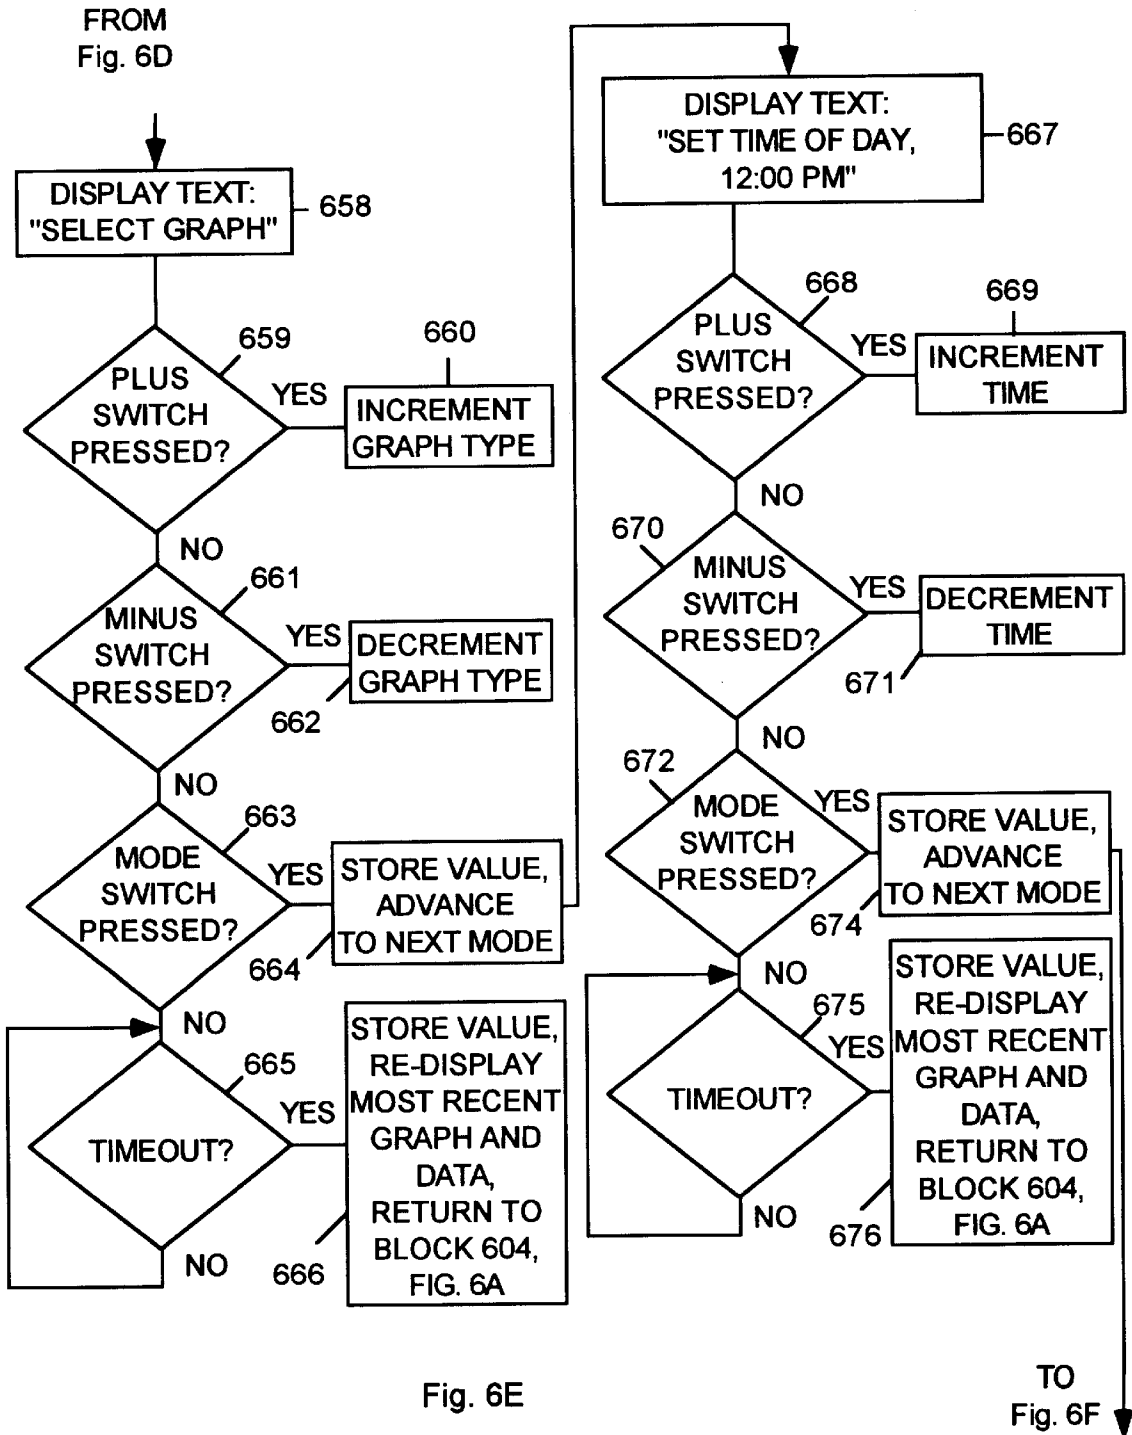 FROM
Fig. 6D
DISPLAY TEXT:
"SELECT GRAPH"
658
PLUS
SWITCH
PRESSED?
659
YES
660
INCREMENT
GRAPH TYPE
NO
MINUS
SWITCH
PRESSED?
661
YES
DECREMENT
GRAPH TYPE
662
NO
MODE
SWITCH
PRESSED?
663
YES
STORE VALUE,
ADVANCE
TO NEXT MODE
664
NO
TIMEOUT?
665
YES
STORE VALUE,
RE-DISPLAY
MOST RECENT
GRAPH AND
DATA,
RETURN TO
BLOCK 604,
FIG. 6A
666
NO
DISPLAY TEXT:
"SET TIME OF DAY,
12:00 PM"
667
PLUS
SWITCH
PRESSED?
668
YES
669
INCREMENT
TIME
NO
670
MINUS
SWITCH
PRESSED?
YES
DECREMENT
TIME
671
NO
672
MODE
SWITCH
PRESSED?
YES
STORE VALUE,
ADVANCE
TO NEXT MODE
674
NO
TIMEOUT?
675
YES
STORE VALUE,
RE-DISPLAY
MOST RECENT
GRAPH AND
DATA,
RETURN TO
BLOCK 604,
FIG. 6A
676
NO
Fig. 6E
TO
Fig. 6F